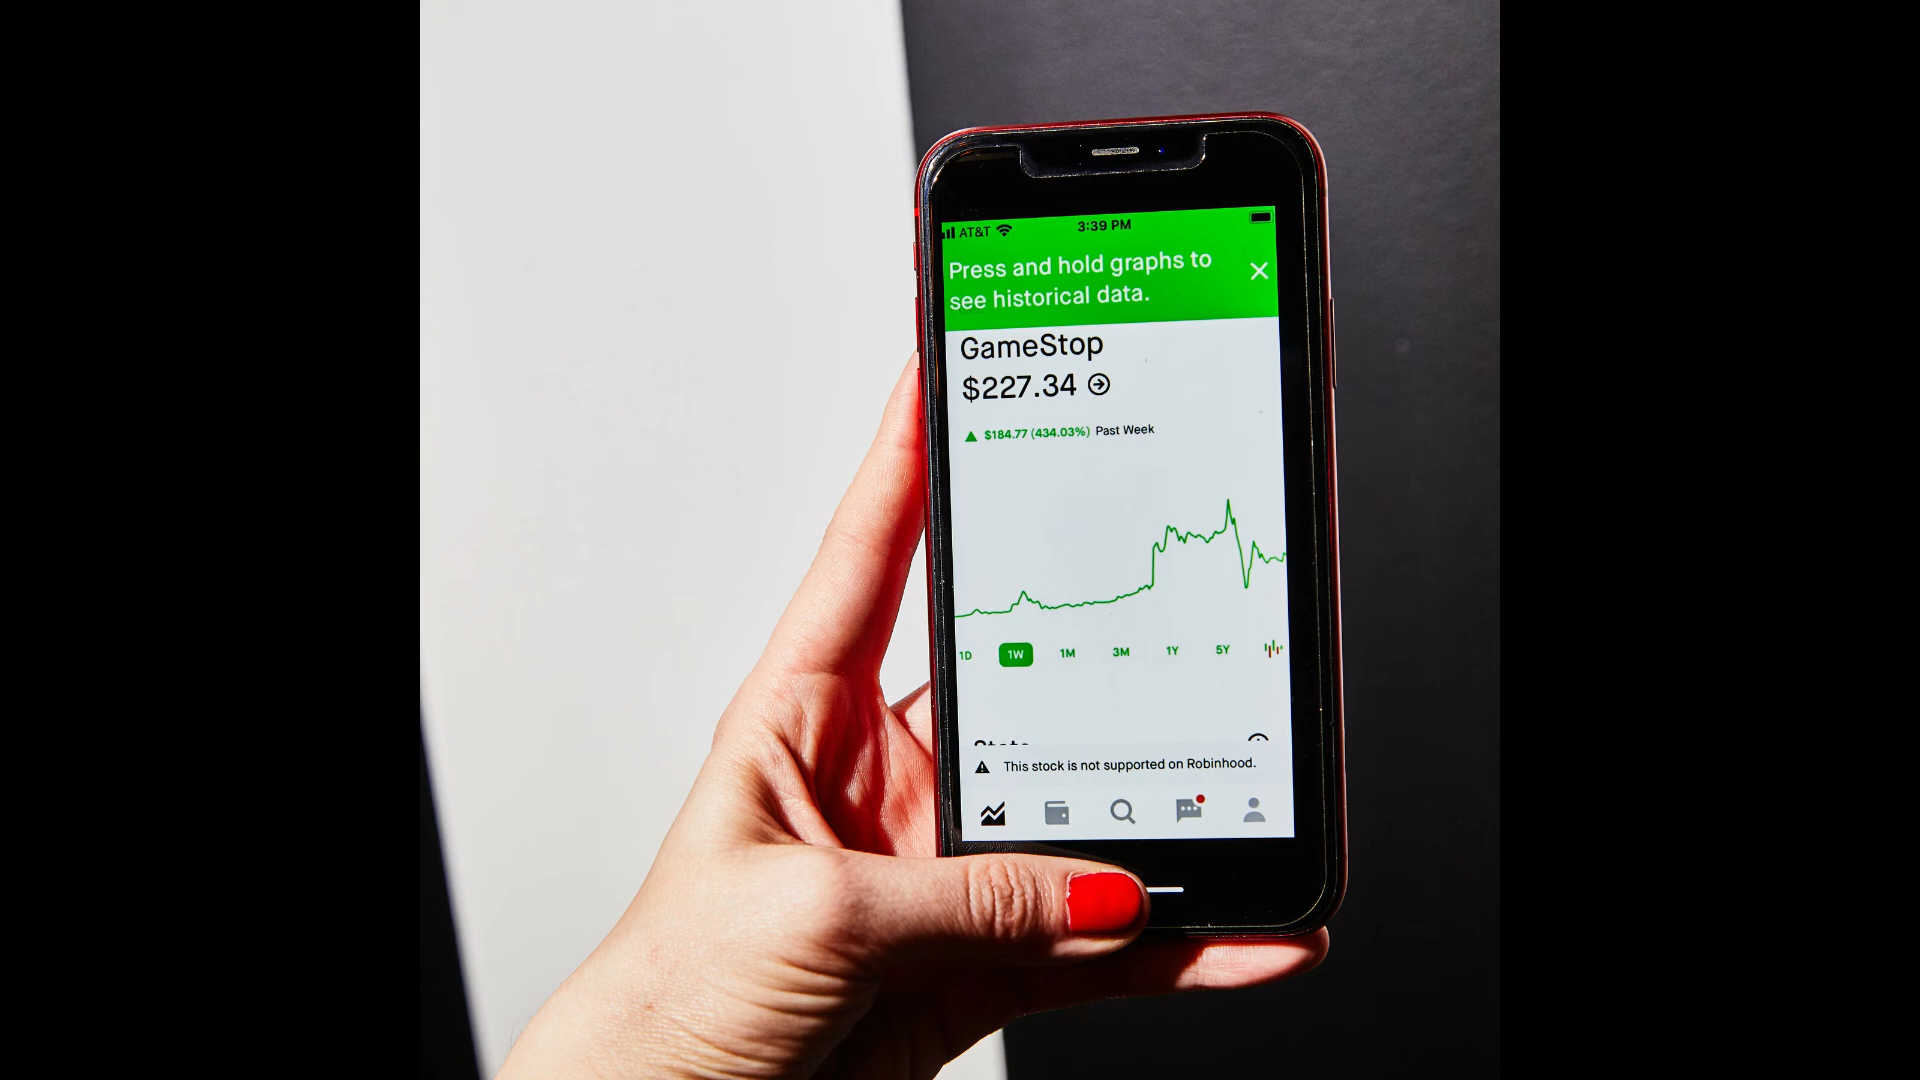 AT&T
3:39 PM
Press and hold graphs to
see historical data.
GameStop
$227.34
$184.77 (434.03%) Past Week
1D 1W 1M 3M 1Y 5Y
This stock is not supported on Robinhood.